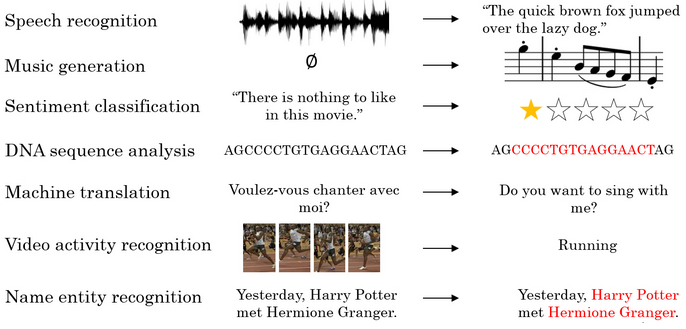 Speech recognition
“The quick brown fox jumped
over the lazy dog.”
Music generation
∅
Sentiment classification
“There is nothing to like
in this movie.”
DNA sequence analysis
AGCCCCTGTGAGGAACTAG
AGCCCCTGTGAGGAACTAG
Machine translation
Voulez-vous chanter avec
moi?
Do you want to sing with
me?
Video activity recognition
Running
Name entity recognition
Yesterday, Harry Potter
met Hermione Granger.
Yesterday, Harry Potter
met Hermione Granger.